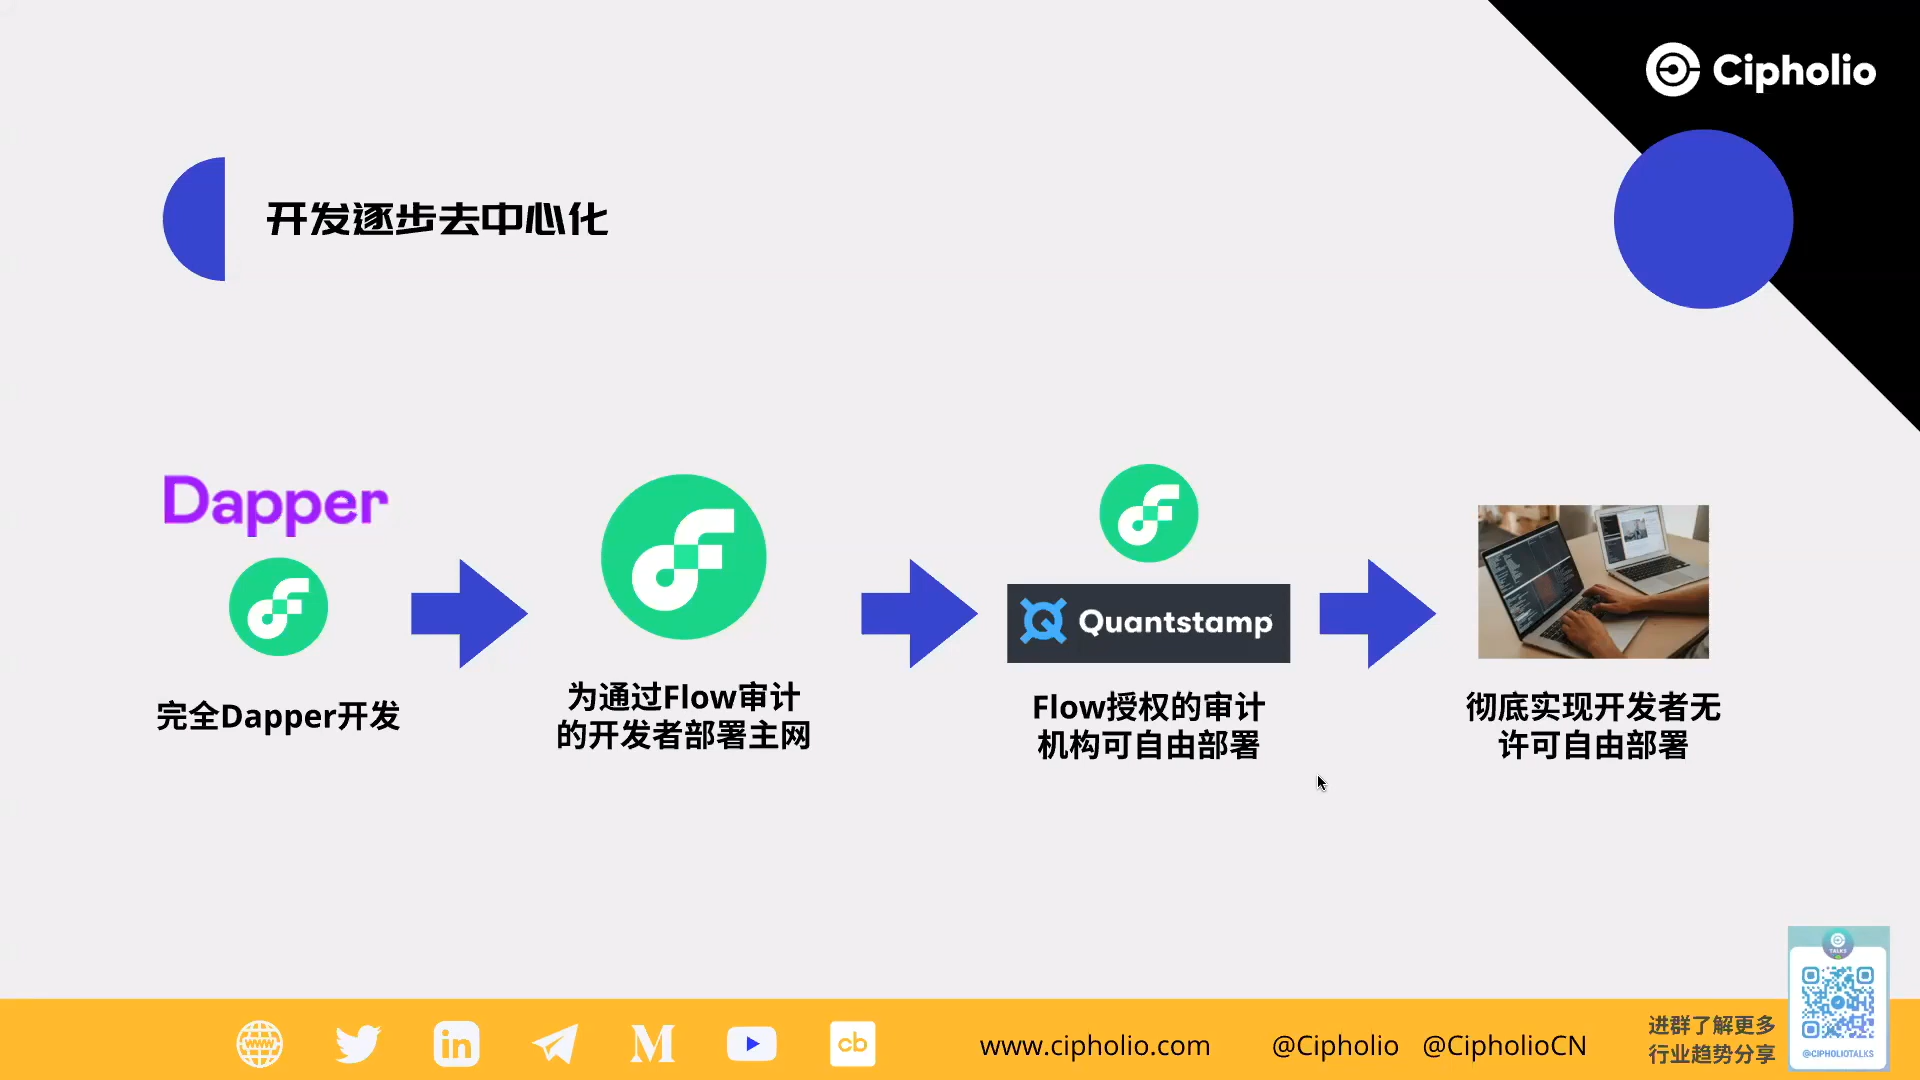 Cipholio
开发逐步去中心化
Dapper
完全Dapper开发
为通过Flow审计
的开发者部署主网
Quantstamp
Flow授权的审计
机构可自由部署
彻底实现开发者无
许可自由部署
www
in
M
cb
www.cipholio.com
@Cipholio
@CipholioCN
进群了解更多
行业趋势分享
TALKS
@CIPHOLIOTALKS